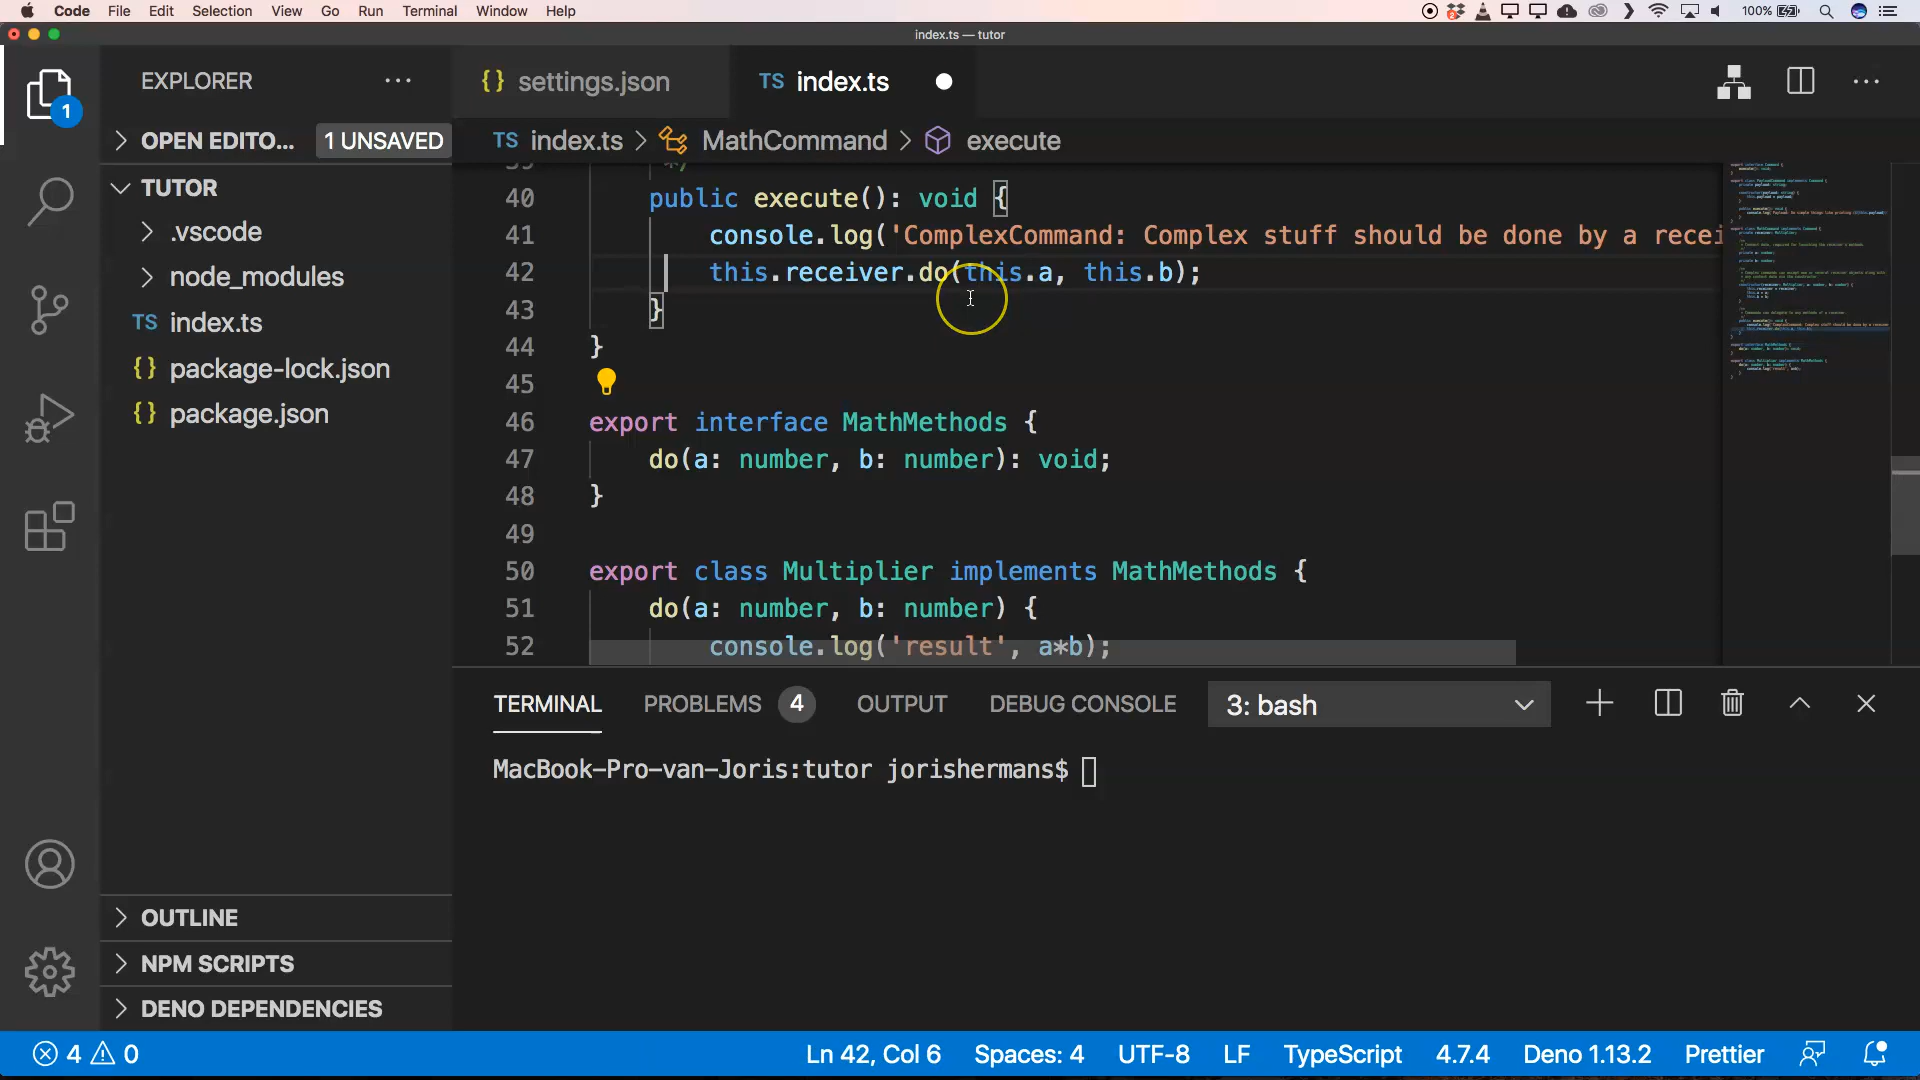 Code File Edit Selection View Go Run Terminal Window Help 100%
index.ts — tutor
EXPLORER
OPEN EDITO... 1 UNSAVED
TUTOR
.vscode
node_modules
TS index.ts
{} package-lock.json
{} package.json
OUTLINE
NPM SCRIPTS
DENO DEPENDENCIES
{} settings.json TS index.ts
TS index.ts > MathCommand > execute
*/
40 public execute(): void {
41 console.log('ComplexCommand: Complex stuff should be done by a recei
42 this.receiver.do(this.a, this.b);
43 }
44 }
45
46 export interface MathMethods {
47 do(a: number, b: number): void;
48 }
49
50 export class Multiplier implements MathMethods {
51 do(a: number, b: number) {
52 console.log('result', a*b);
TERMINAL PROBLEMS 4 OUTPUT DEBUG CONSOLE 3: bash
MacBook-Pro-van-Joris:tutor jorishermans$
1
4 0 Ln 42, Col 6 Spaces: 4 UTF-8 LF TypeScript 4.7.4 Deno 1.13.2 Prettier